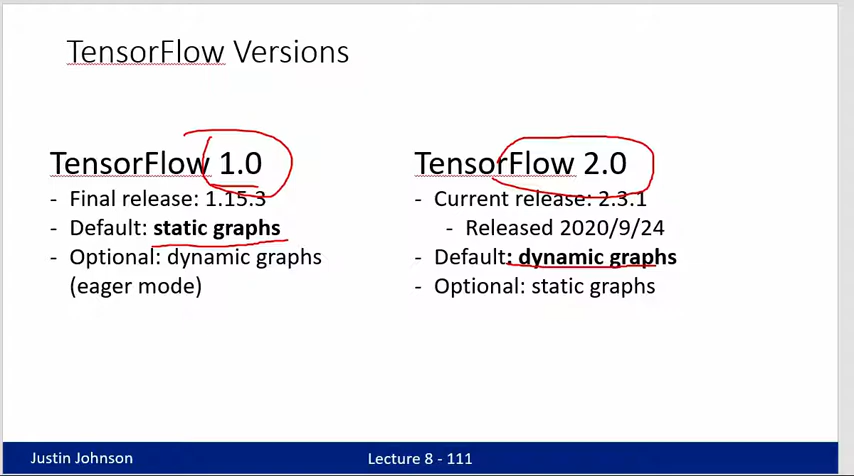 TensorFlow Versions
TensorFlow 1.0
- Final release: 1.15.3
- Default: static graphs
- Optional: dynamic graphs
(eager mode)
TensorFlow 2.0
- Current release: 2.3.1
- Released 2020/9/24
- Default: dynamic graphs
- Optional: static graphs
Justin Johnson
Lecture 8 - 111